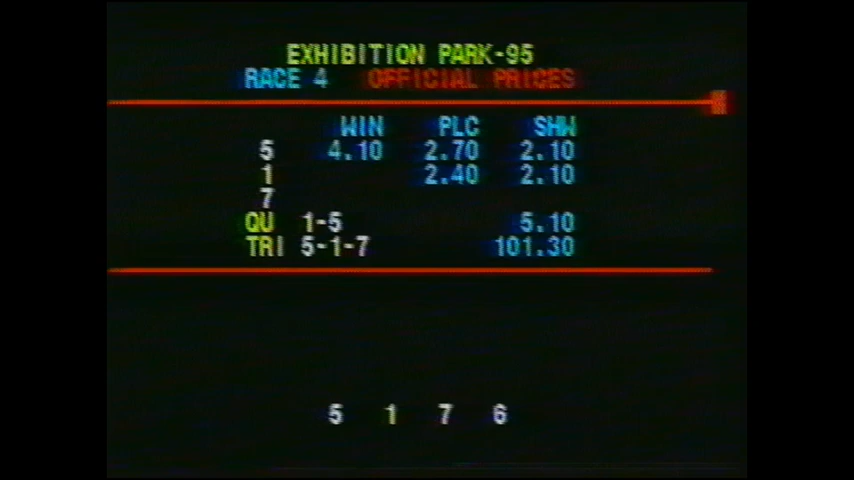 EXHIBITION PARK-95
RACE 4 OFFICIAL PRICES
WIN PLC SHW
5 4.10 2.70 2.10
1 2.40 2.10
7
QU 1-5 5.10
TRI 5-1-7 101.30
5 1 7 6